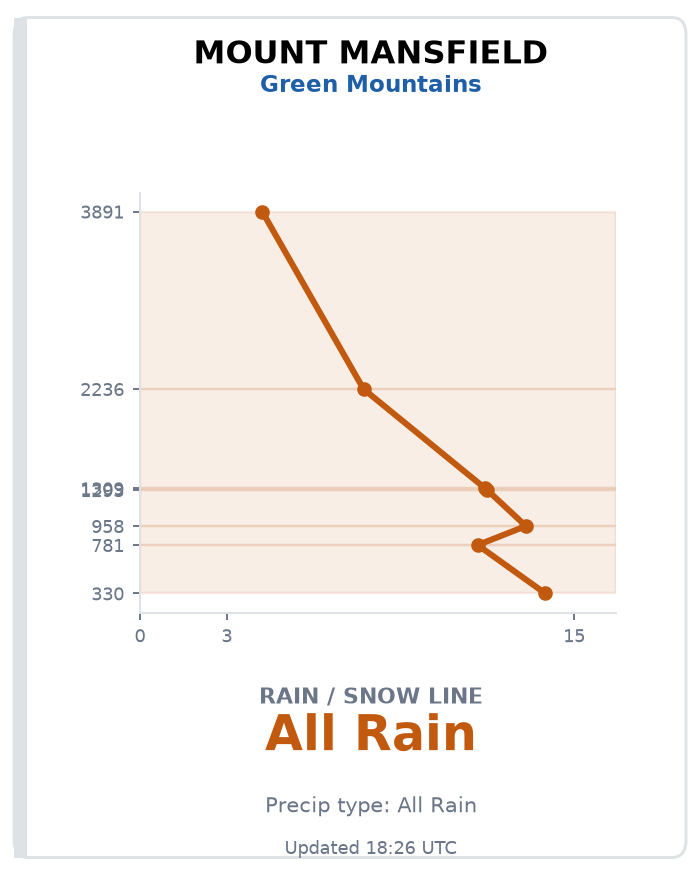 MOUNT MANSFIELD
Green Mountains
3891
2236
958
781
330
0 3 15
RAIN / SNOW LINE
All Rain
Precip type: All Rain
Updated 18:26 UTC